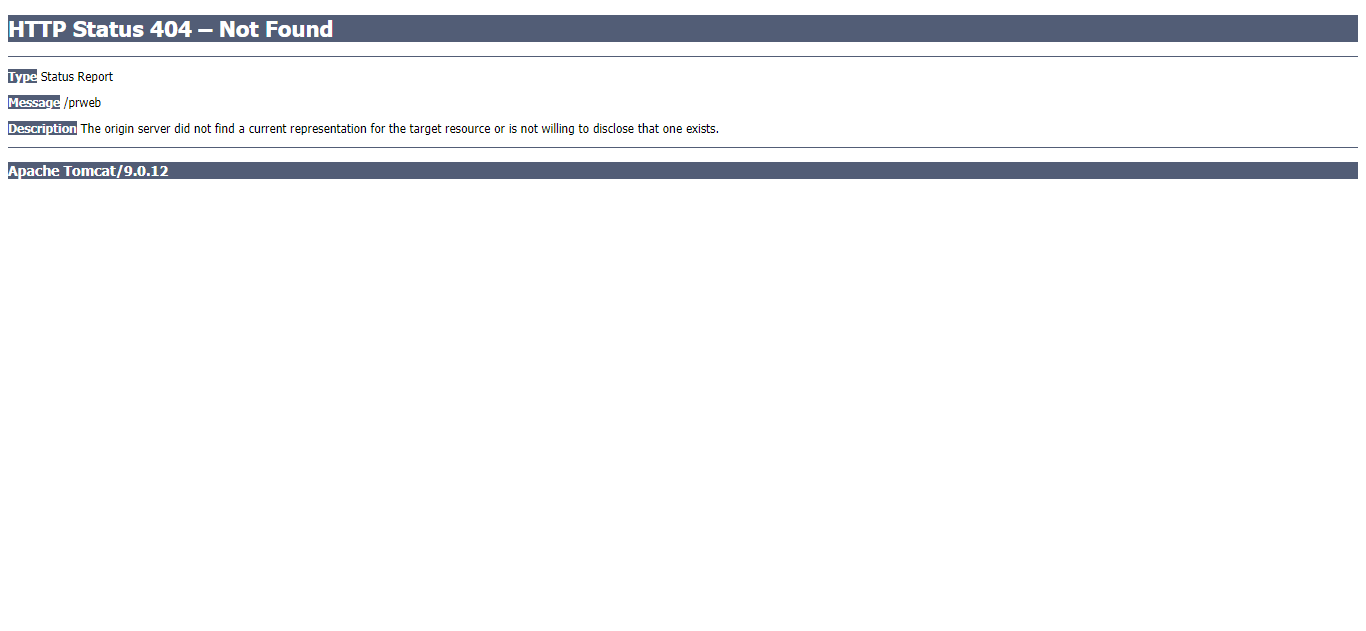 HTTP Status 404 – Not Found
Type Status Report
Message /prweb
Description The origin server did not find a current representation for the target resource or is not willing to disclose that one exists.
Apache Tomcat/9.0.12